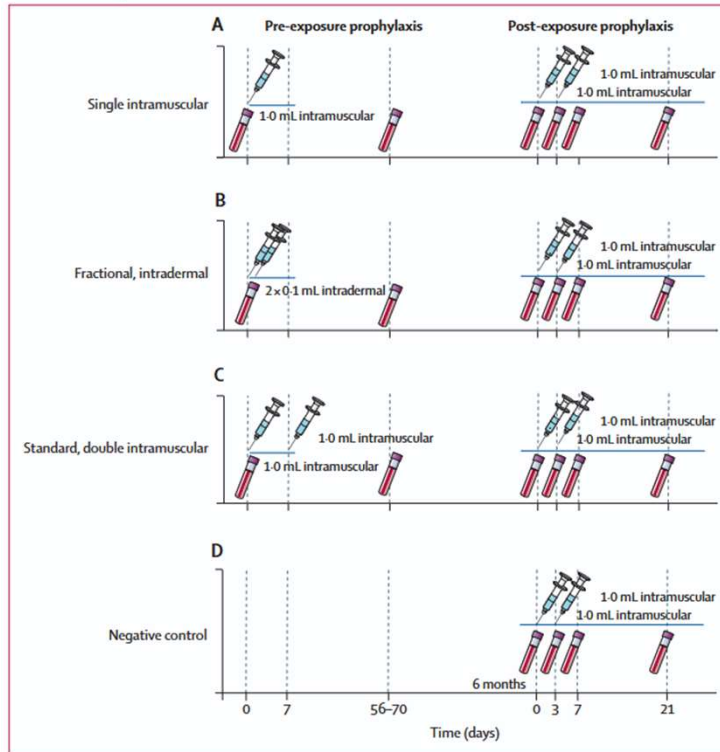 A
Pre-exposure prophylaxis
Post-exposure prophylaxis
Single intramuscular
1·0 mL intramuscular
1·0 mL intramuscular
1·0 mL intramuscular
B
Fractional, intradermal
2 × 0·1 mL intradermal
1·0 mL intramuscular
1·0 mL intramuscular
C
Standard, double intramuscular
1·0 mL intramuscular
1·0 mL intramuscular
1·0 mL intramuscular
1·0 mL intramuscular
D
Negative control
1·0 mL intramuscular
1·0 mL intramuscular
6 months
0 7 56–70 0 3 7 21
Time (days)